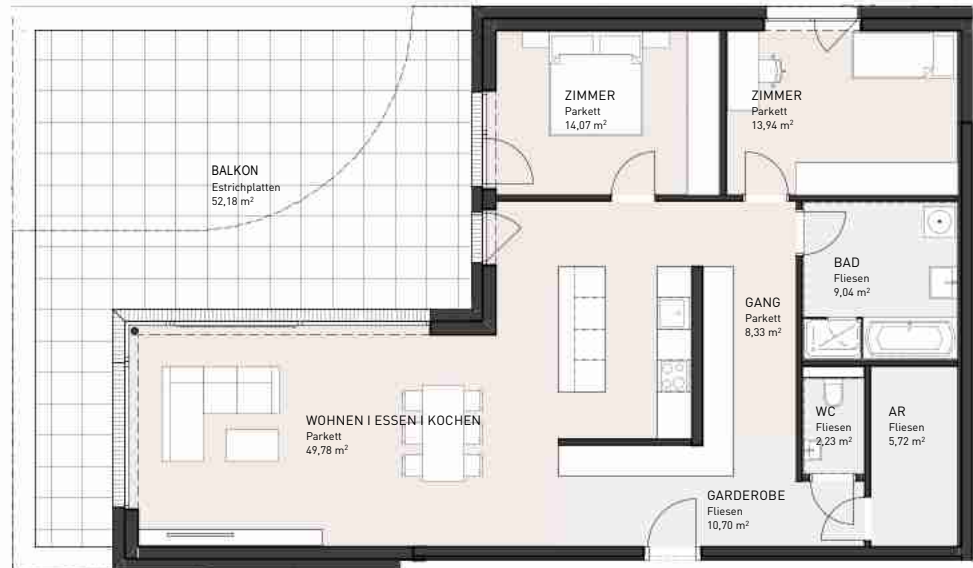 ZIMMER
Parkett
14,07 m²
ZIMMER
Parkett
13,94 m²
BALKON
Estrichplatten
52,18 m²
BAD
Fliesen
9,04 m²
GANG
Parkett
8,33 m²
WOHNEN I ESSEN I KOCHEN
Parkett
49,78 m²
WC
Fliesen
2,23 m²
AR
Fliesen
5,72 m²
GARDEROBE
Fliesen
10,70 m²